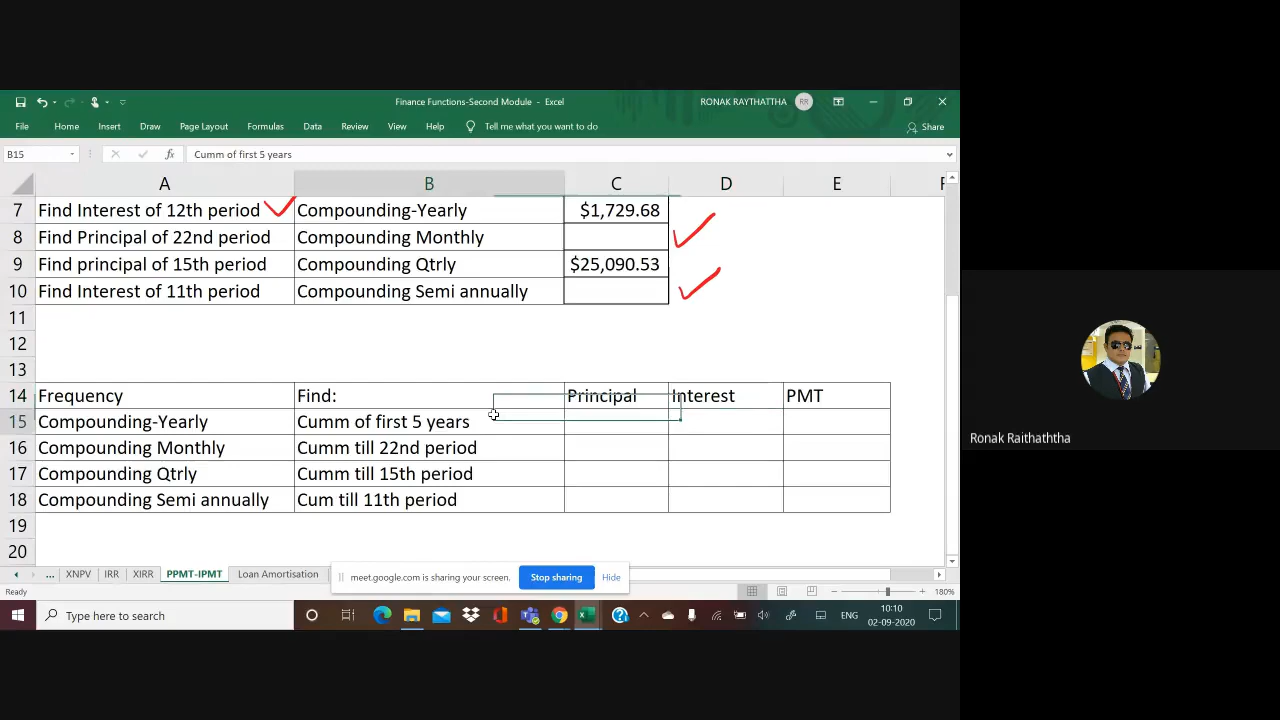 Finance Functions-Second Module - Excel
RONAK RAYTHATTHA RR
File Home Insert Draw Page Layout Formulas Data Review View Help Tell me what you want to do Share
B15 fx Cumm of first 5 years
A B C D E F
7 Find Interest of 12th period Compounding-Yearly $1,729.68
8 Find Principal of 22nd period Compounding Monthly
9 Find principal of 15th period Compounding Qtrly $25,090.53
10 Find Interest of 11th period Compounding Semi annually
11
12
13
14 Frequency Find: Principal Interest PMT
15 Compounding-Yearly Cumm of first 5 years
16 Compounding Monthly Cumm till 22nd period
17 Compounding Qtrly Cumm till 15th period
18 Compounding Semi annually Cum till 11th period
19
20
... XNPV IRR XIRR PPMT-IPMT Loan Amortisation
meet.google.com is sharing your screen. Stop sharing Hide
Ready 180%
Type here to search ENG 10:10
02-09-2020
Ronak Raithaththa